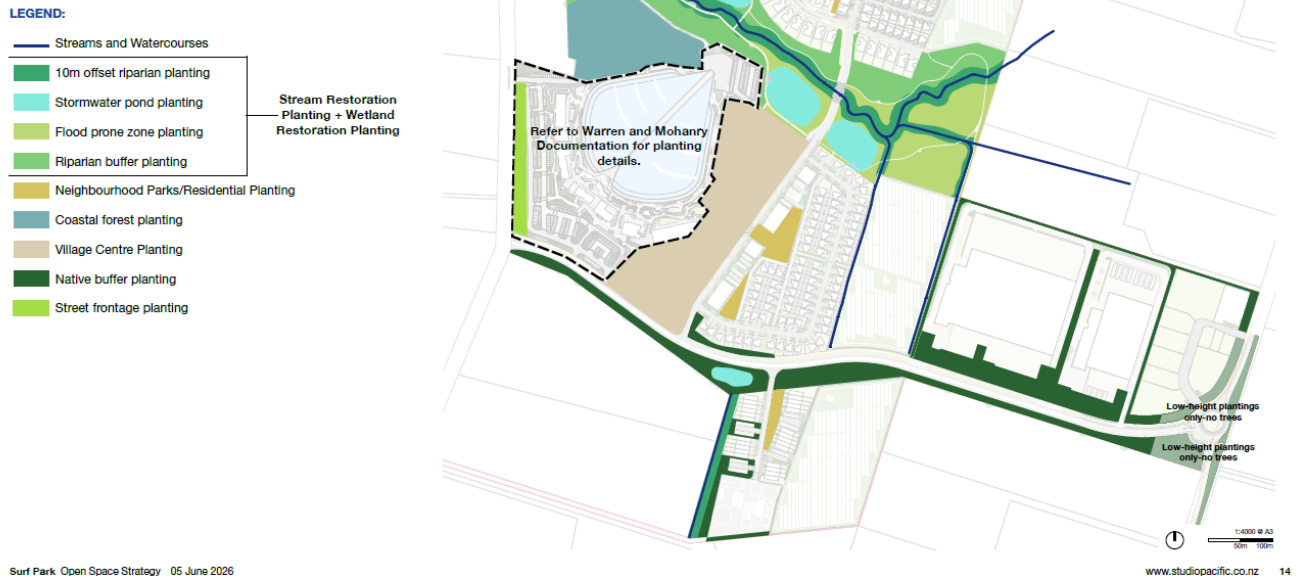 LEGEND:
Streams and Watercourses
10m offset riparian planting
Stormwater pond planting
Flood prone zone planting
Riparian buffer planting
Stream Restoration
Planting + Wetland
Restoration Planting
Neighbourhood Parks/Residential Planting
Coastal forest planting
Village Centre Planting
Native buffer planting
Street frontage planting
Refer to Warren and Mohanry
Documentation for planting
details.
Low-height plantings
only-no trees
Low-height plantings
only-no trees
1:4000 @ A3
50m 100m
Surf Park Open Space Strategy 05 June 2026
www.studiopacific.co.nz 14